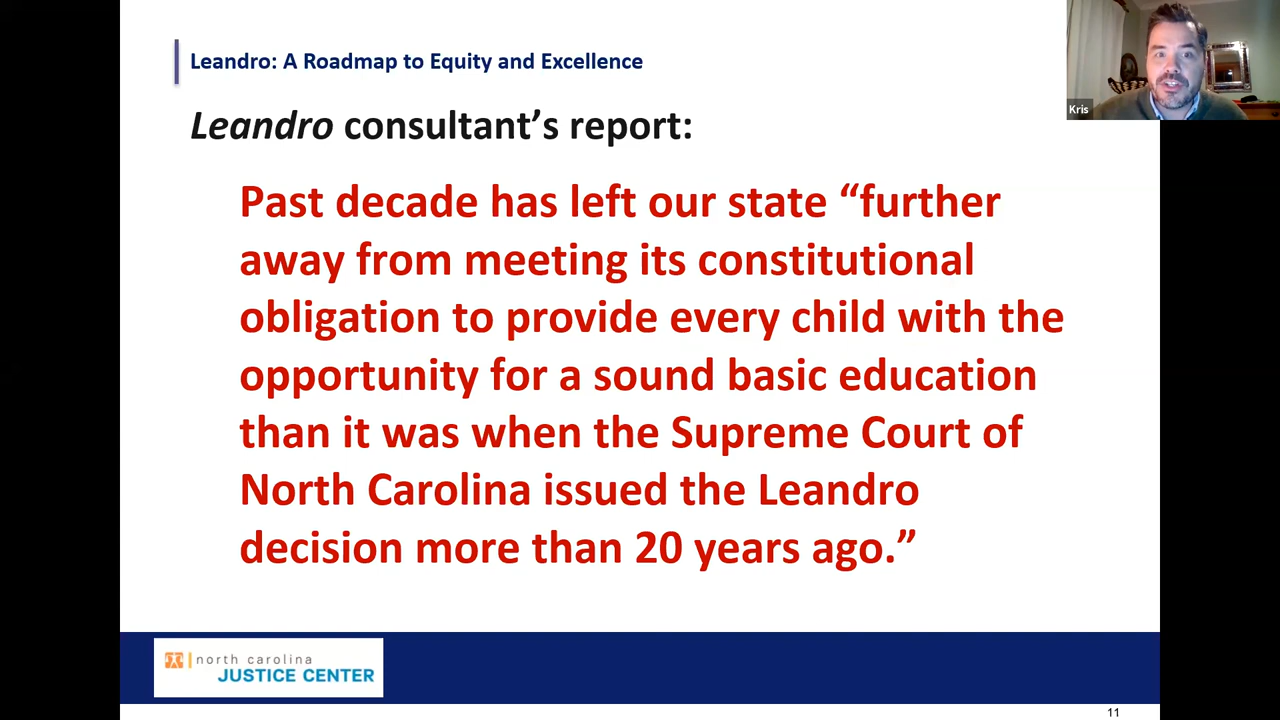 Leandro: A Roadmap to Equity and Excellence
Kris
Leandro consultant’s report:
Past decade has left our state “further
away from meeting its constitutional
obligation to provide every child with the
opportunity for a sound basic education
than it was when the Supreme Court of
North Carolina issued the Leandro
decision more than 20 years ago.”
north carolina
JUSTICE CENTER
11